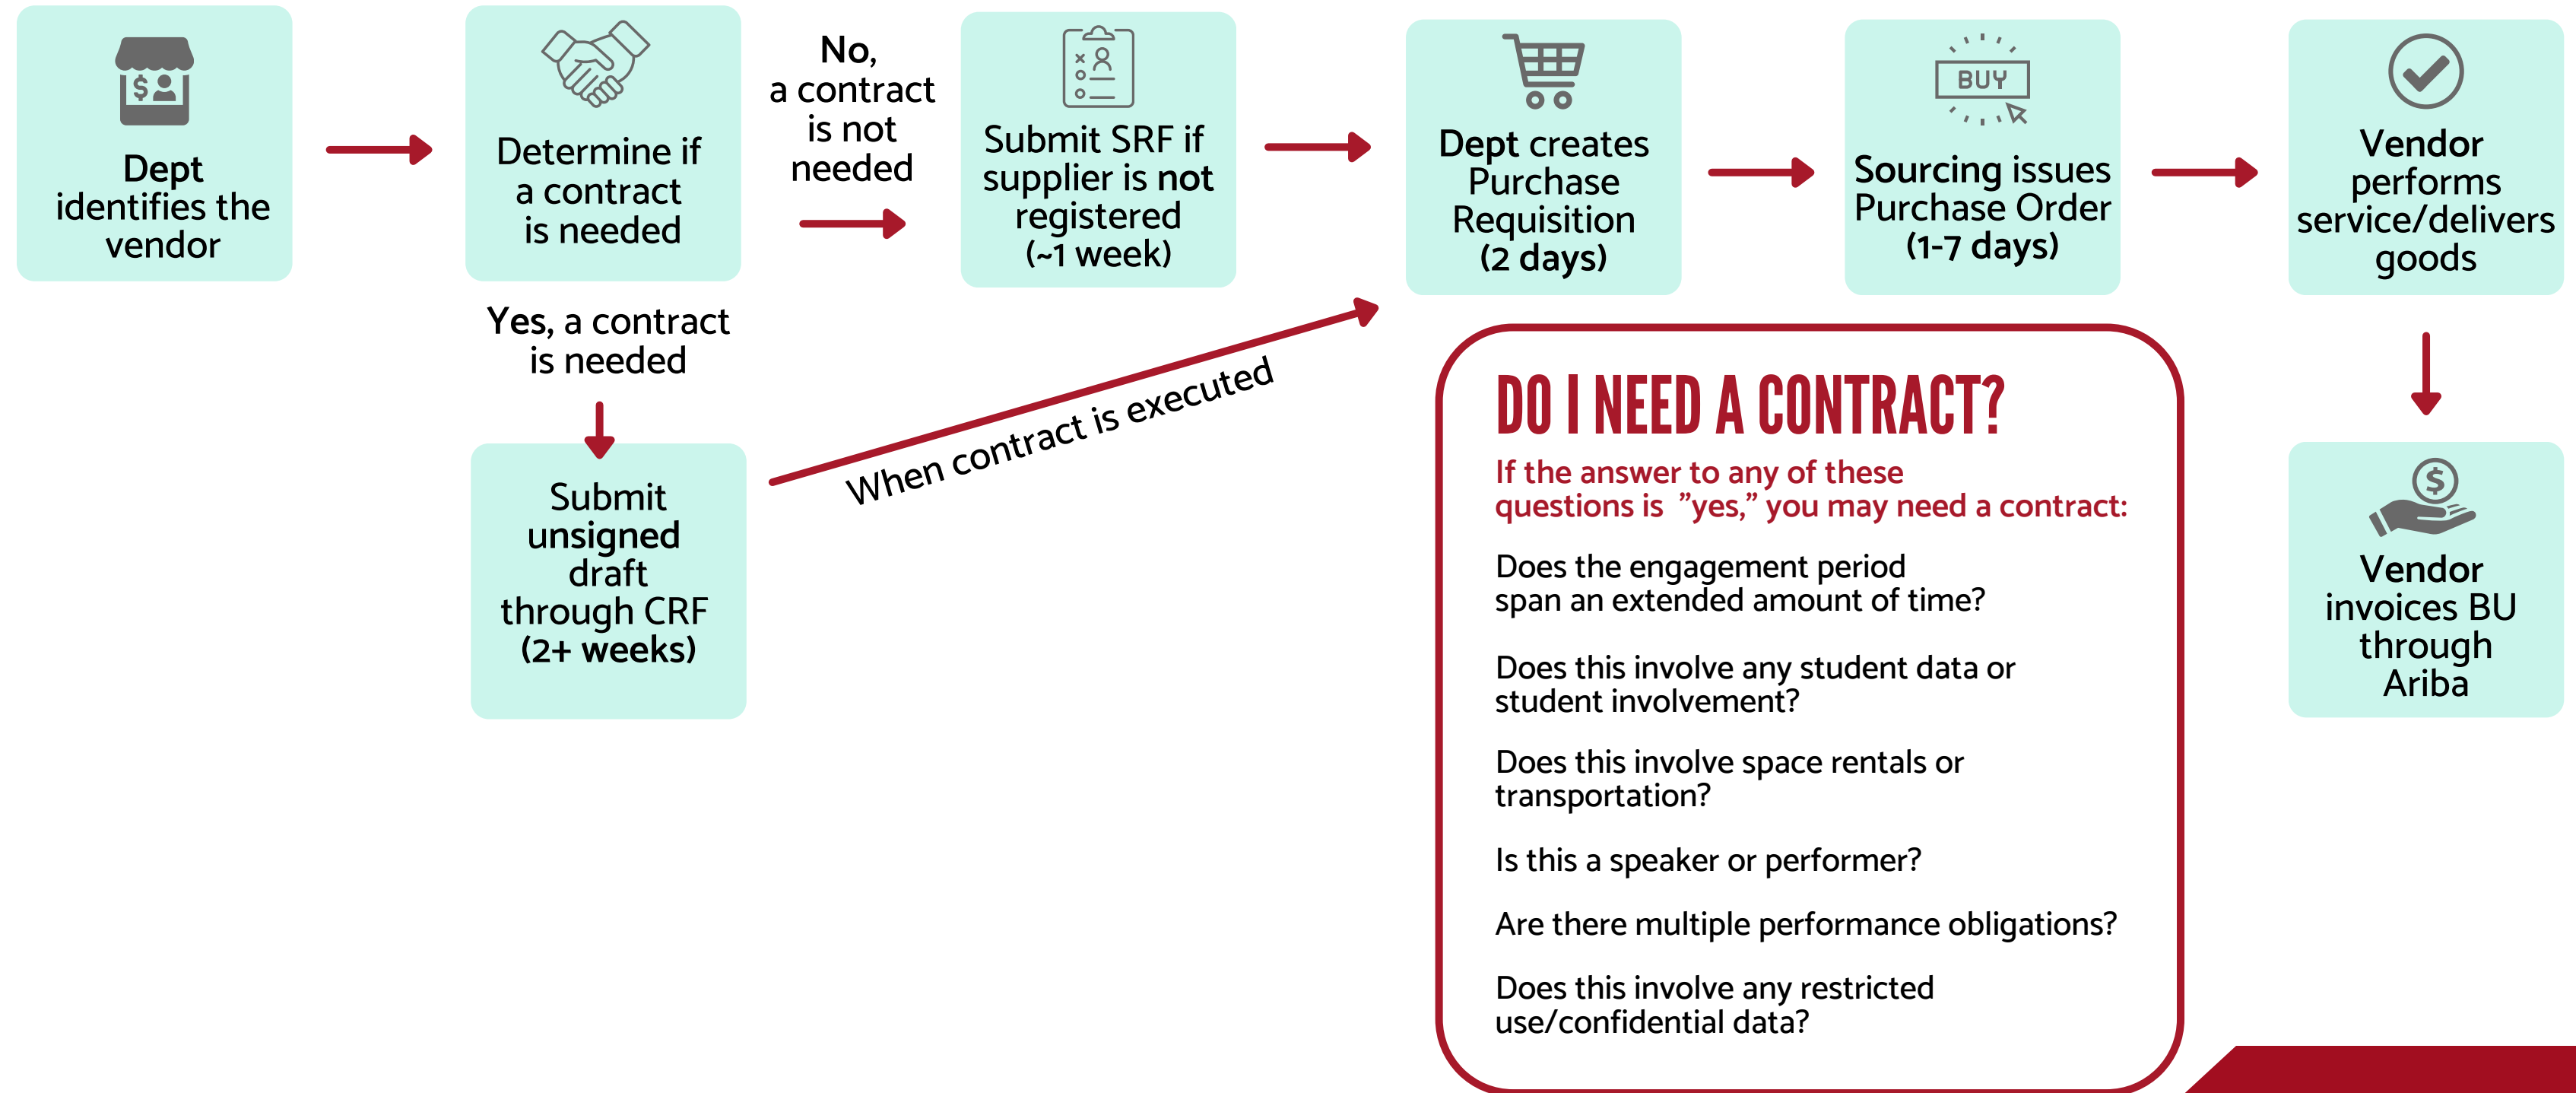 Dept
identifies the
vendor
Determine if
a contract
is needed
No,
a contract
is not
needed
Submit SRF if
supplier is not
registered
(~1 week)
Dept creates
Purchase
Requisition
(2 days)
BUY
Sourcing issues
Purchase Order
(1-7 days)
Vendor
performs
service/delivers
goods
Yes, a contract
is needed
Submit
unsigned
draft
through CRF
(2+ weeks)
When contract is executed
DO I NEED A CONTRACT?
If the answer to any of these
questions is ”yes,” you may need a contract:
Does the engagement period
span an extended amount of time?
Does this involve any student data or
student involvement?
Does this involve space rentals or
transportation?
Is this a speaker or performer?
Are there multiple performance obligations?
Does this involve any restricted
use/confidential data?
$
Vendor
invoices BU
through
Ariba